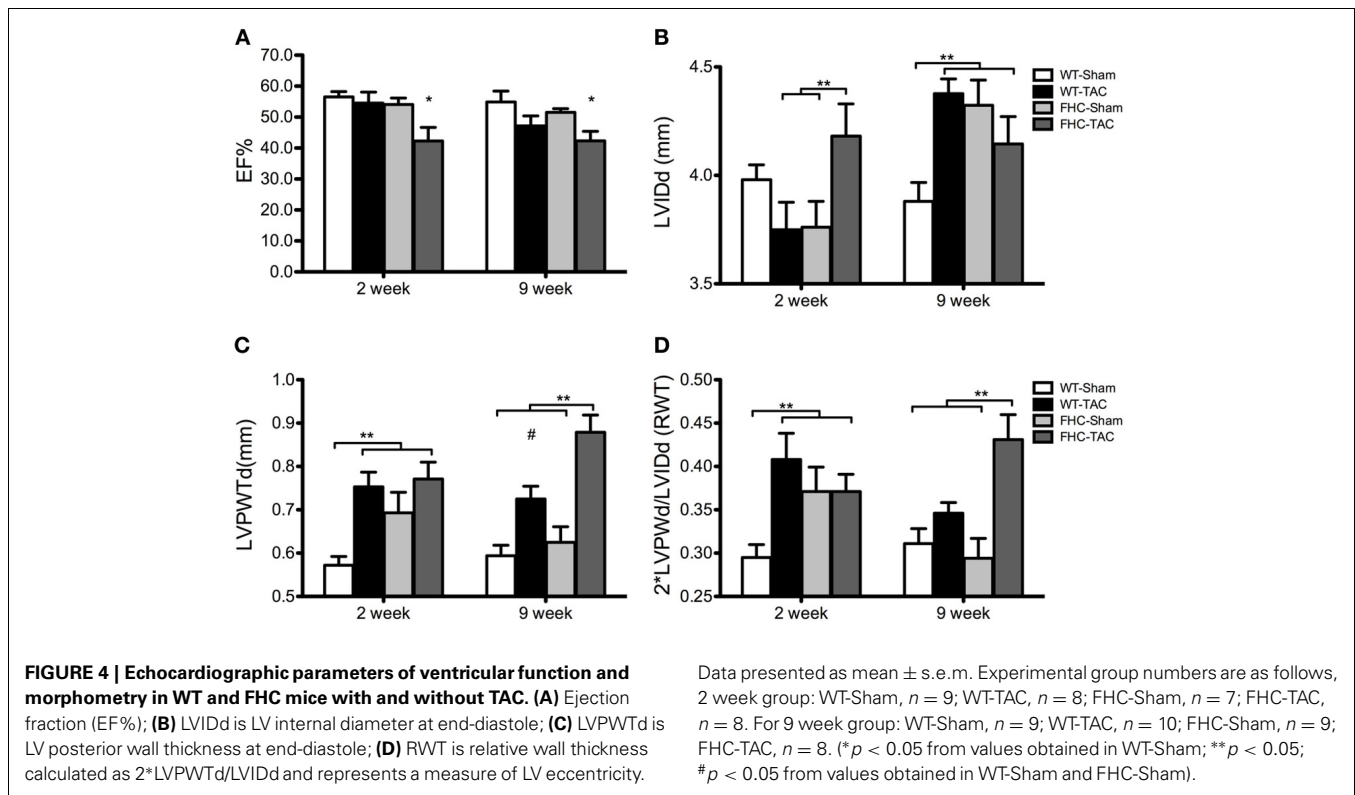 A
70.0
60.0
50.0
40.0
30.0
20.0
10.0
0.0
EF%
*
*
2 week
9 week
B
4.5
4.0
3.5
LVIDd (mm)
**
**
2 week
9 week
WT-Sham
WT-TAC
FHC-Sham
FHC-TAC
C
1.0
0.9
0.8
0.7
0.6
0.5
LVPWTd(mm)
**
**
#
2 week
9 week
D
0.50
0.45
0.40
0.35
0.30
0.25
2*LVPWd/LVIDd (RWT)
**
**
2 week
9 week
WT-Sham
WT-TAC
FHC-Sham
FHC-TAC
FIGURE 4 | Echocardiographic parameters of ventricular function and
morphometry in WT and FHC mice with and without TAC. (A) Ejection
fraction (EF%); (B) LVIDd is LV internal diameter at end-diastole; (C) LVPWTd is
LV posterior wall thickness at end-diastole; (D) RWT is relative wall thickness
calculated as 2*LVPWTd/LVIDd and represents a measure of LV eccentricity.
Data presented as mean ± s.e.m. Experimental group numbers are as follows,
2 week group: WT-Sham, n = 9; WT-TAC, n = 8; FHC-Sham, n = 7; FHC-TAC,
n = 8. For 9 week group: WT-Sham, n = 9; WT-TAC, n = 10; FHC-Sham, n = 9;
FHC-TAC, n = 8. (*p < 0.05 from values obtained in WT-Sham; **p < 0.05;
#p < 0.05 from values obtained in WT-Sham and FHC-Sham).